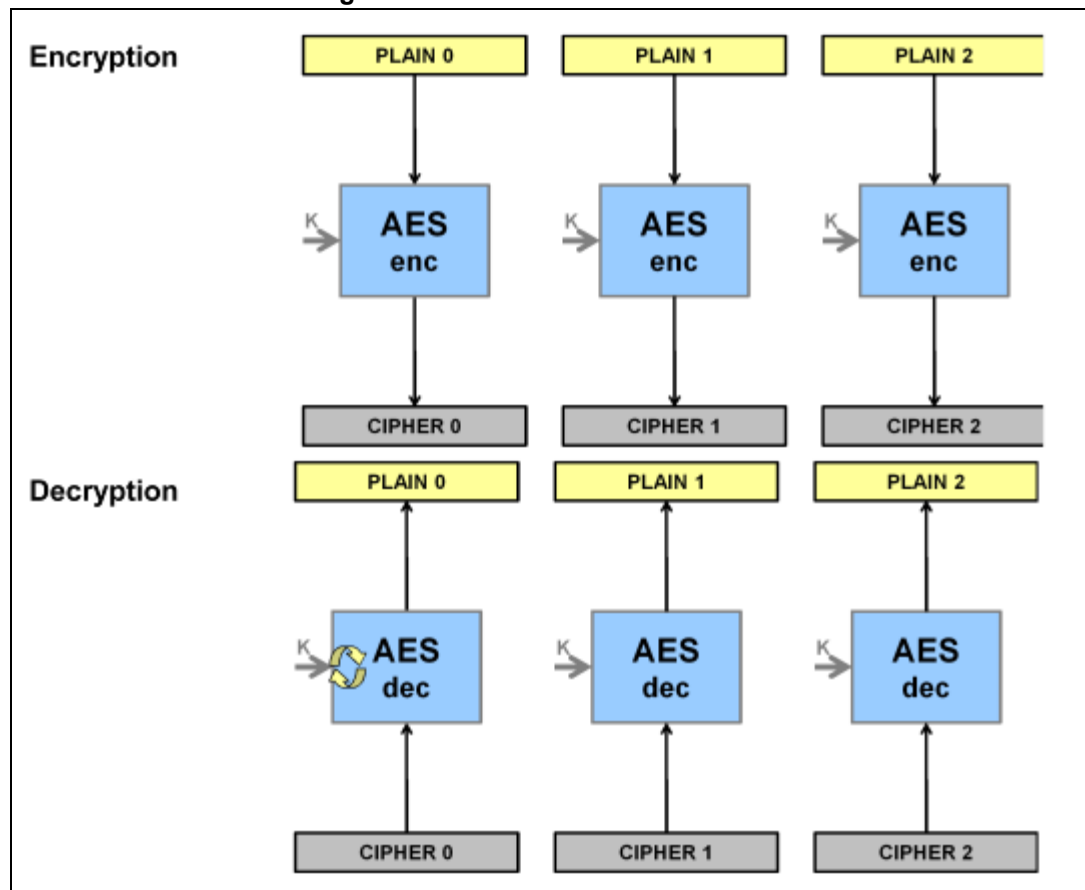 Encryption
PLAIN 0 PLAIN 1 PLAIN 2
K AES enc K AES enc K AES enc
CIPHER 0 CIPHER 1 CIPHER 2
Decryption
PLAIN 0 PLAIN 1 PLAIN 2
K AES dec K AES dec K AES dec
CIPHER 0 CIPHER 1 CIPHER 2